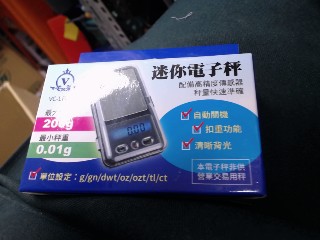 V
迷你電子秤
配備高精度傳感器
秤量快速準確
200g
最小秤重
0.01g
自動關機
扣重功能
清晰背光
單位設定：g/gn/dwt/oz/ozt/tl/ct
本電子秤非供
營業交易用秤